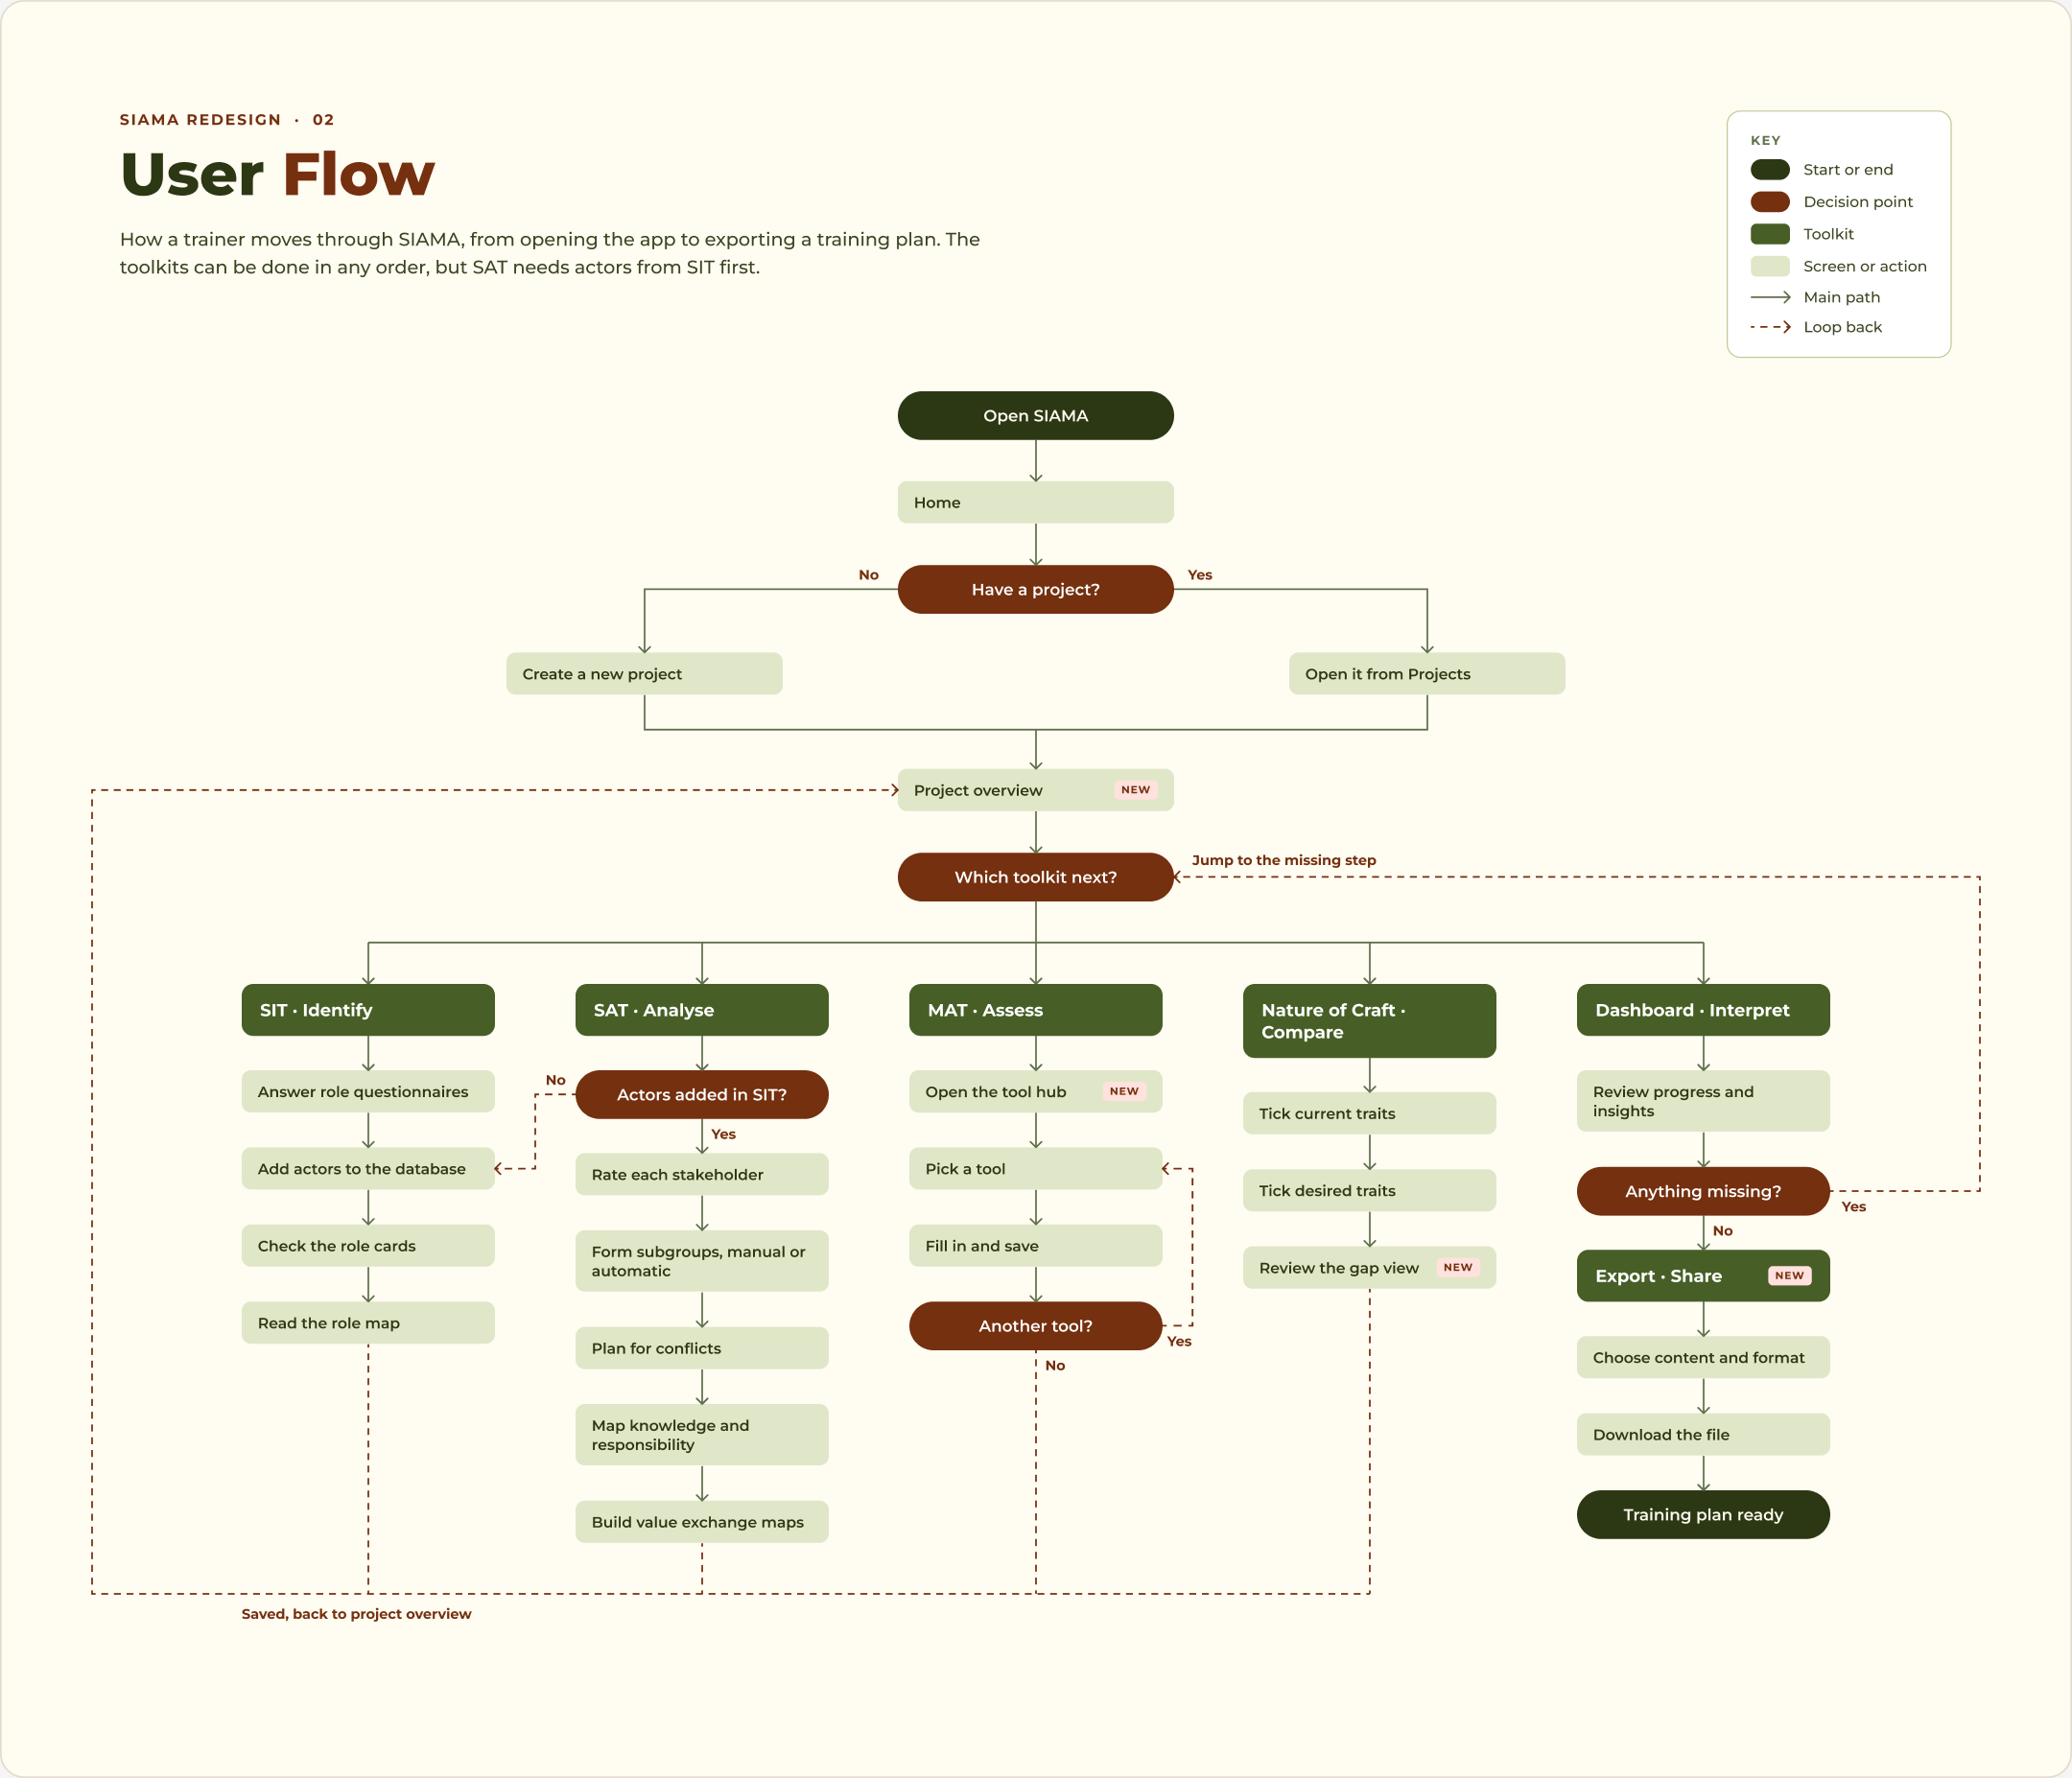 SIAMA REDESIGN · 02
User Flow
How a trainer moves through SIAMA, from opening the app to exporting a training plan. The
toolkits can be done in any order, but SAT needs actors from SIT first.
KEY
Start or end
Decision point
Toolkit
Screen or action
Main path
Loop back
Open SIAMA
Home
Have a project?
No
Yes
Create a new project
Open it from Projects
Project overview
NEW
Which toolkit next?
Jump to the missing step
SIT · Identify
Answer role questionnaires
Add actors to the database
Check the role cards
Read the role map
SAT · Analyse
Actors added in SIT?
No
Yes
Rate each stakeholder
Form subgroups, manual or
automatic
Plan for conflicts
Map knowledge and
responsibility
Build value exchange maps
MAT · Assess
Open the tool hub
NEW
Pick a tool
Fill in and save
Another tool?
Yes
No
Nature of Craft ·
Compare
Tick current traits
Tick desired traits
Review the gap view
NEW
Dashboard · Interpret
Review progress and
insights
Anything missing?
Yes
No
Export · Share
NEW
Choose content and format
Download the file
Training plan ready
Saved, back to project overview